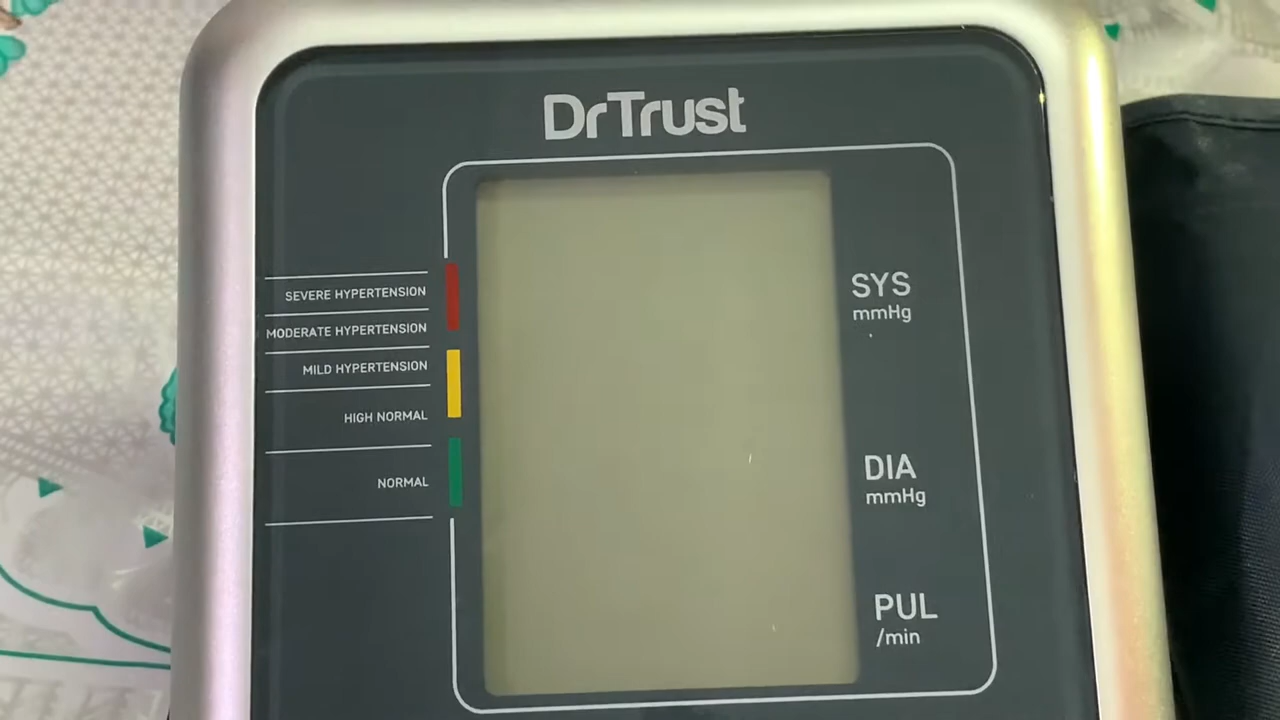 DrTrust
SEVERE HYPERTENSION
MODERATE HYPERTENSION
MILD HYPERTENSION
HIGH NORMAL
NORMAL
SYS
mmHg
DIA
mmHg
PUL
/min